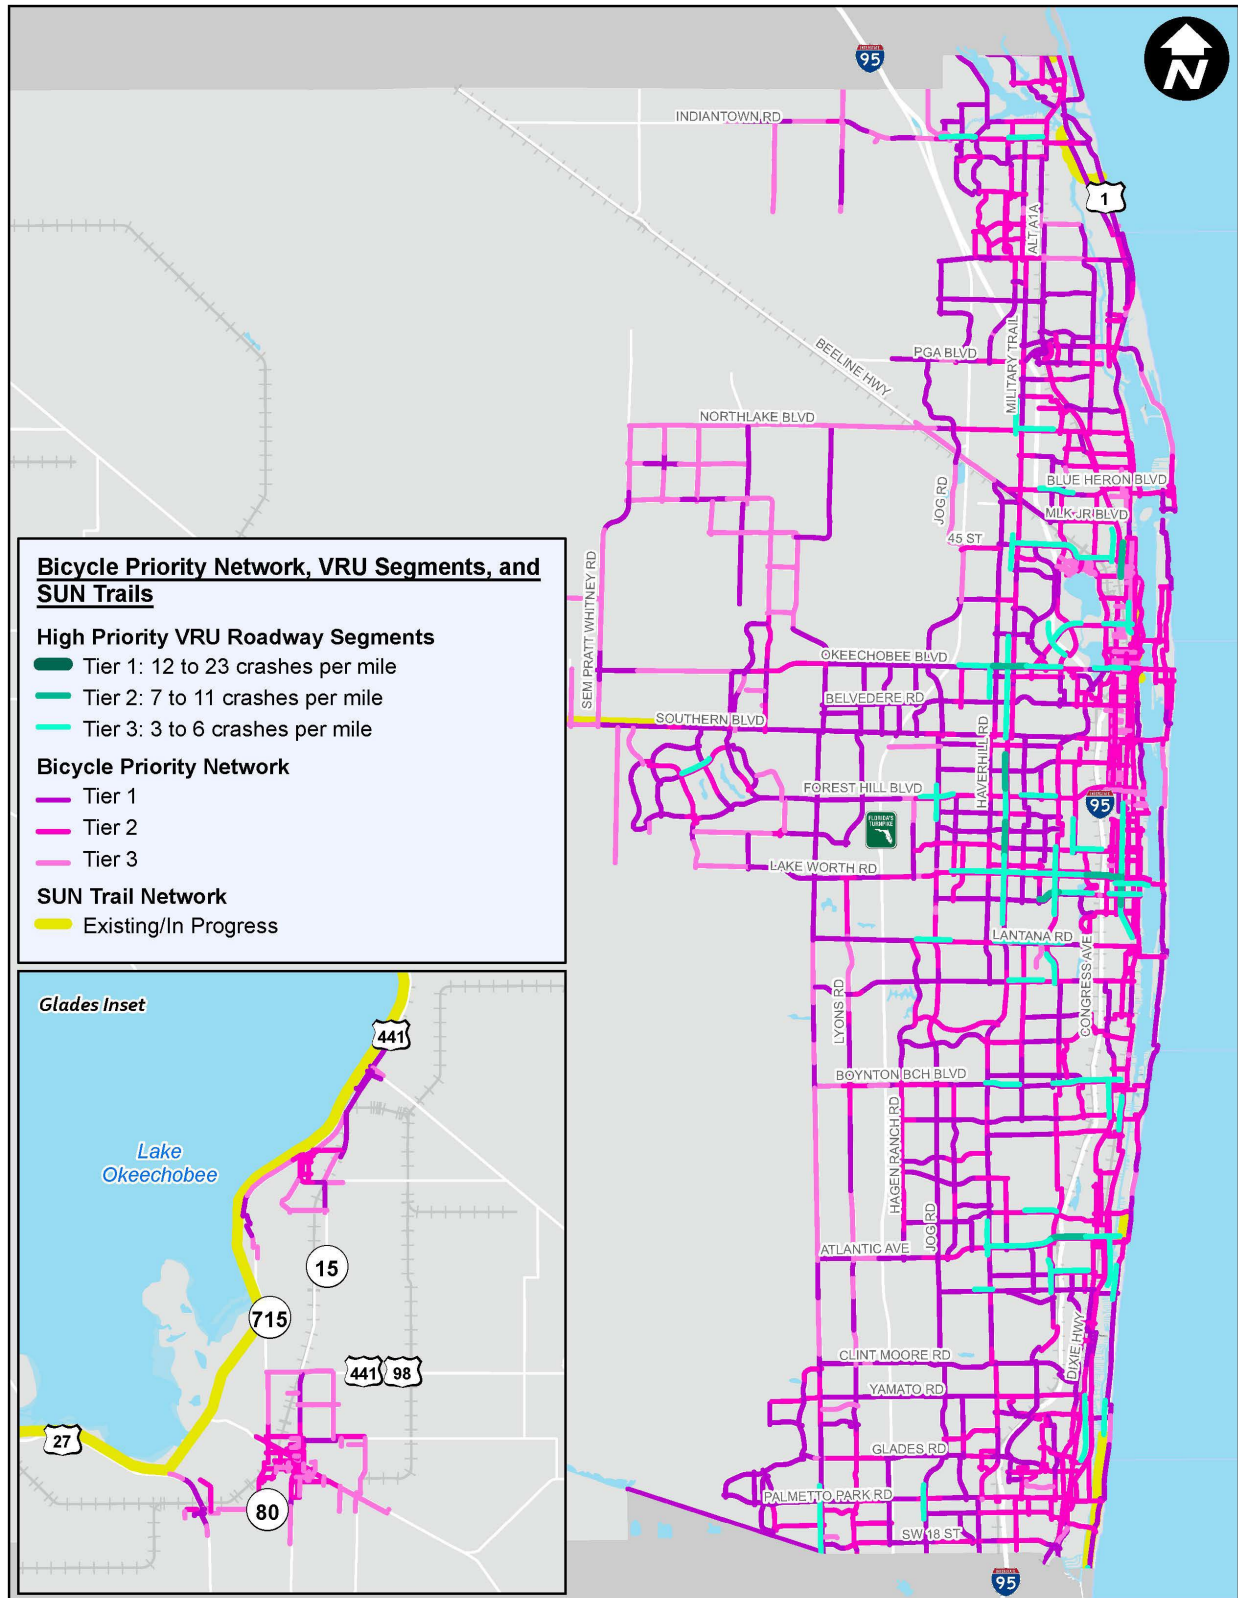 INTERSTATE
95
N
INDIANTOWN RD
1
ALT A1A
MILITARY TRAIL
PGA BLVD
BEELINE HWY
NORTHLAKE BLVD
JOG RD
BLUE HERON BLVD
MLK JR BLVD
45 ST
SEM PRATT WHITNEY RD
OKEECHOBEE BLVD
BELVEDERE RD
SOUTHERN BLVD
HAVERHILL RD
FOREST HILL BLVD
INTERSTATE
95
FLORIDA'S
TURNPIKE
LAKE WORTH RD
LANTANA RD
CONGRESS AVE
LYONS RD
BOYNTON BCH BLVD
HAGEN RANCH RD
JOG RD
ATLANTIC AVE
DIXIE HWY
CLINT MOORE RD
YAMATO RD
GLADES RD
PALMETTO PARK RD
SW 18 ST
INTERSTATE
95
Bicycle Priority Network, VRU Segments, and
SUN Trails
High Priority VRU Roadway Segments
Tier 1: 12 to 23 crashes per mile
Tier 2: 7 to 11 crashes per mile
Tier 3: 3 to 6 crashes per mile
Bicycle Priority Network
Tier 1
Tier 2
Tier 3
SUN Trail Network
Existing/In Progress
Glades Inset
441
Lake
Okeechobee
15
715
441 98
27
80